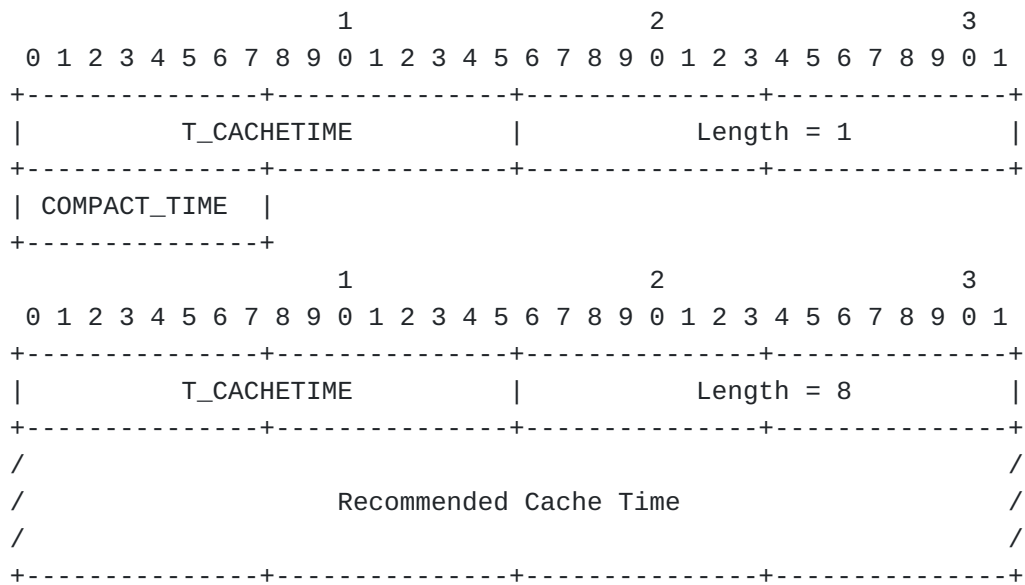 1                   2                   3
 0 1 2 3 4 5 6 7 8 9 0 1 2 3 4 5 6 7 8 9 0 1 2 3 4 5 6 7 8 9 0 1
+---------------+---------------+---------------+---------------+
|          T_CACHETIME          |           Length = 1          |
+---------------+---------------+---------------+---------------+
| COMPACT_TIME  |
+---------------+
                     1                   2                   3
 0 1 2 3 4 5 6 7 8 9 0 1 2 3 4 5 6 7 8 9 0 1 2 3 4 5 6 7 8 9 0 1
+---------------+---------------+---------------+---------------+
|          T_CACHETIME          |           Length = 8          |
+---------------+---------------+---------------+---------------+
/                                                               /
/                    Recommended Cache Time                     /
/                                                               /
+---------------+---------------+---------------+---------------+